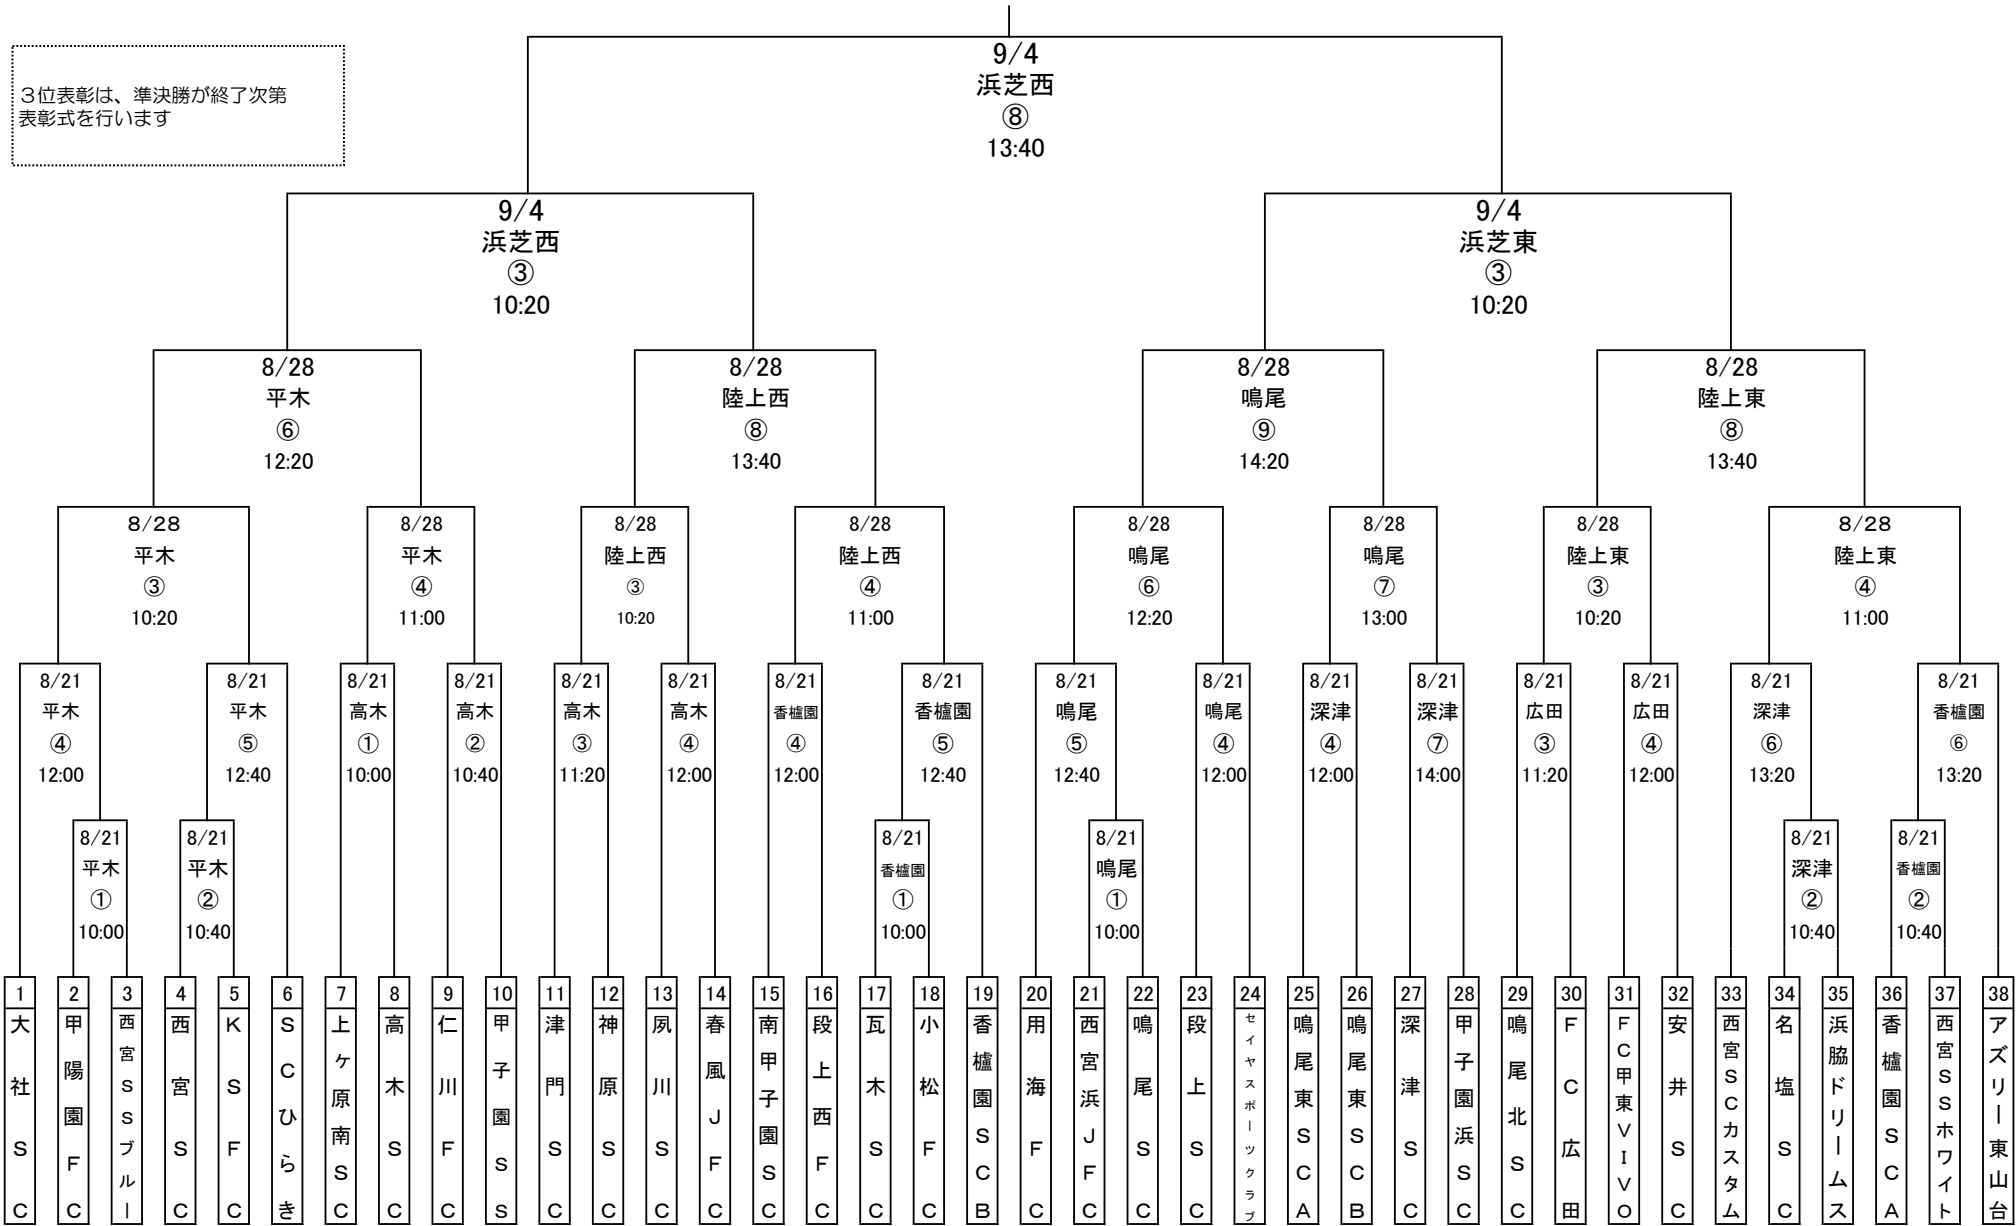 9/4
浜芝西
⑧
13:40
３位表彰は、準決勝が終了次第
表彰式を行います
9/4
浜芝西
③
10:20
9/4
浜芝東
③
10:20
8/28
平木
⑥
12:20
8/28
陸上西
⑧
13:40
8/28
鳴尾
⑨
14:20
8/28
陸上東
⑧
13:40
8/28
平木
③
10:20
8/28
平木
④
11:00
8/28
陸上西
③
10:20
8/28
陸上西
④
11:00
8/28
鳴尾
⑥
12:20
8/28
鳴尾
⑦
13:00
8/28
陸上東
③
10:20
8/28
陸上東
④
11:00
8/21
平木
④
12:00
8/21
平木
⑤
12:40
8/21
高木
①
10:00
8/21
高木
②
10:40
8/21
高木
③
11:20
8/21
高木
④
12:00
8/21
香櫨園
④
12:00
8/21
香櫨園
⑤
12:40
8/21
鳴尾
⑤
12:40
8/21
鳴尾
④
12:00
8/21
深津
④
12:00
8/21
深津
⑦
14:00
8/21
広田
③
11:20
8/21
広田
④
12:00
8/21
深津
⑥
13:20
8/21
香櫨園
⑥
13:20
8/21
平木
①
10:00
8/21
平木
②
10:40
8/21
香櫨園
①
10:00
8/21
鳴尾
①
10:00
8/21
深津
②
10:40
8/21
香櫨園
②
10:40
1
大社ＳＣ
2
甲陽園ＦＣ
3
西宮ＳＳブルー
4
西宮ＳＣ
5
ＫＳＦＣ
6
ＳＣひらき
7
上ヶ原南ＳＣ
8
高木ＳＣ
9
仁川ＦＣ
10
甲子園ＳＳ
11
津門ＳＣ
12
神原ＳＣ
13
夙川ＳＣ
14
春風ＪＦＣ
15
南甲子園ＳＣ
16
段上西ＦＣ
17
瓦木ＳＣ
18
小松ＦＣ
19
香櫨園ＳＣＢ
20
用海ＦＣ
21
西宮浜ＪＦＣ
22
鳴尾ＳＣ
23
段上ＳＣ
24
セイヤスポーツクラブ
25
鳴尾東ＳＣＡ
26
鳴尾東ＳＣＢ
27
深津ＳＣ
28
甲子園浜ＳＣ
29
鳴尾北ＳＣ
30
ＦＣ広田
31
ＦＣ甲東ＶＩＶＯ
32
安井ＳＣ
33
西宮ＳＣカスタム
34
名塩ＳＣ
35
浜脇ドリームス
36
香櫨園ＳＣＡ
37
西宮ＳＳホワイト
38
アズリー東山台